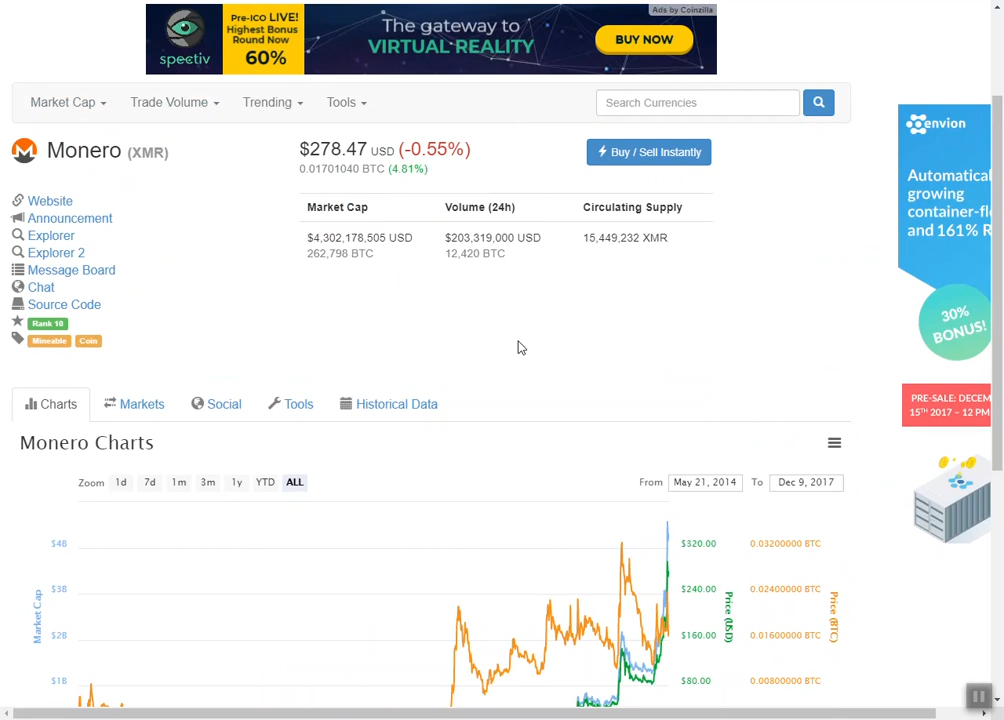 Ads by Coinzilla
spectiv
Pre-ICO LIVE!
Highest Bonus
Round Now
60%
The gateway to
VIRTUAL REALITY
BUY NOW
Market Cap
Trade Volume
Trending
Tools
Search Currencies
envion
Monero (XMR)
$278.47 USD (-0.55%)
0.01701040 BTC (4.81%)
Buy / Sell Instantly
Automatica
growing
container-fl
and 161% R
Website
Announcement
Explorer
Explorer 2
Message Board
Chat
Source Code
Rank 10
Mineable Coin
Market Cap Volume (24h) Circulating Supply
$4,302,178,505 USD $203,319,000 USD 15,449,232 XMR
262,798 BTC 12,420 BTC
30%
BONUS!
PRE-SALE: DECEM
15TH 2017 – 12 PM
Charts Markets Social Tools Historical Data
Monero Charts
Zoom 1d 7d 1m 3m 1y YTD ALL
From May 21, 2014 To Dec 9, 2017
$4B $320.00 0.03200000 BTC
$3B $240.00 0.02400000 BTC
$2B $160.00 0.01600000 BTC
$1B $80.00 0.00800000 BTC
Market Cap
Price (USD)
Price (BTC)